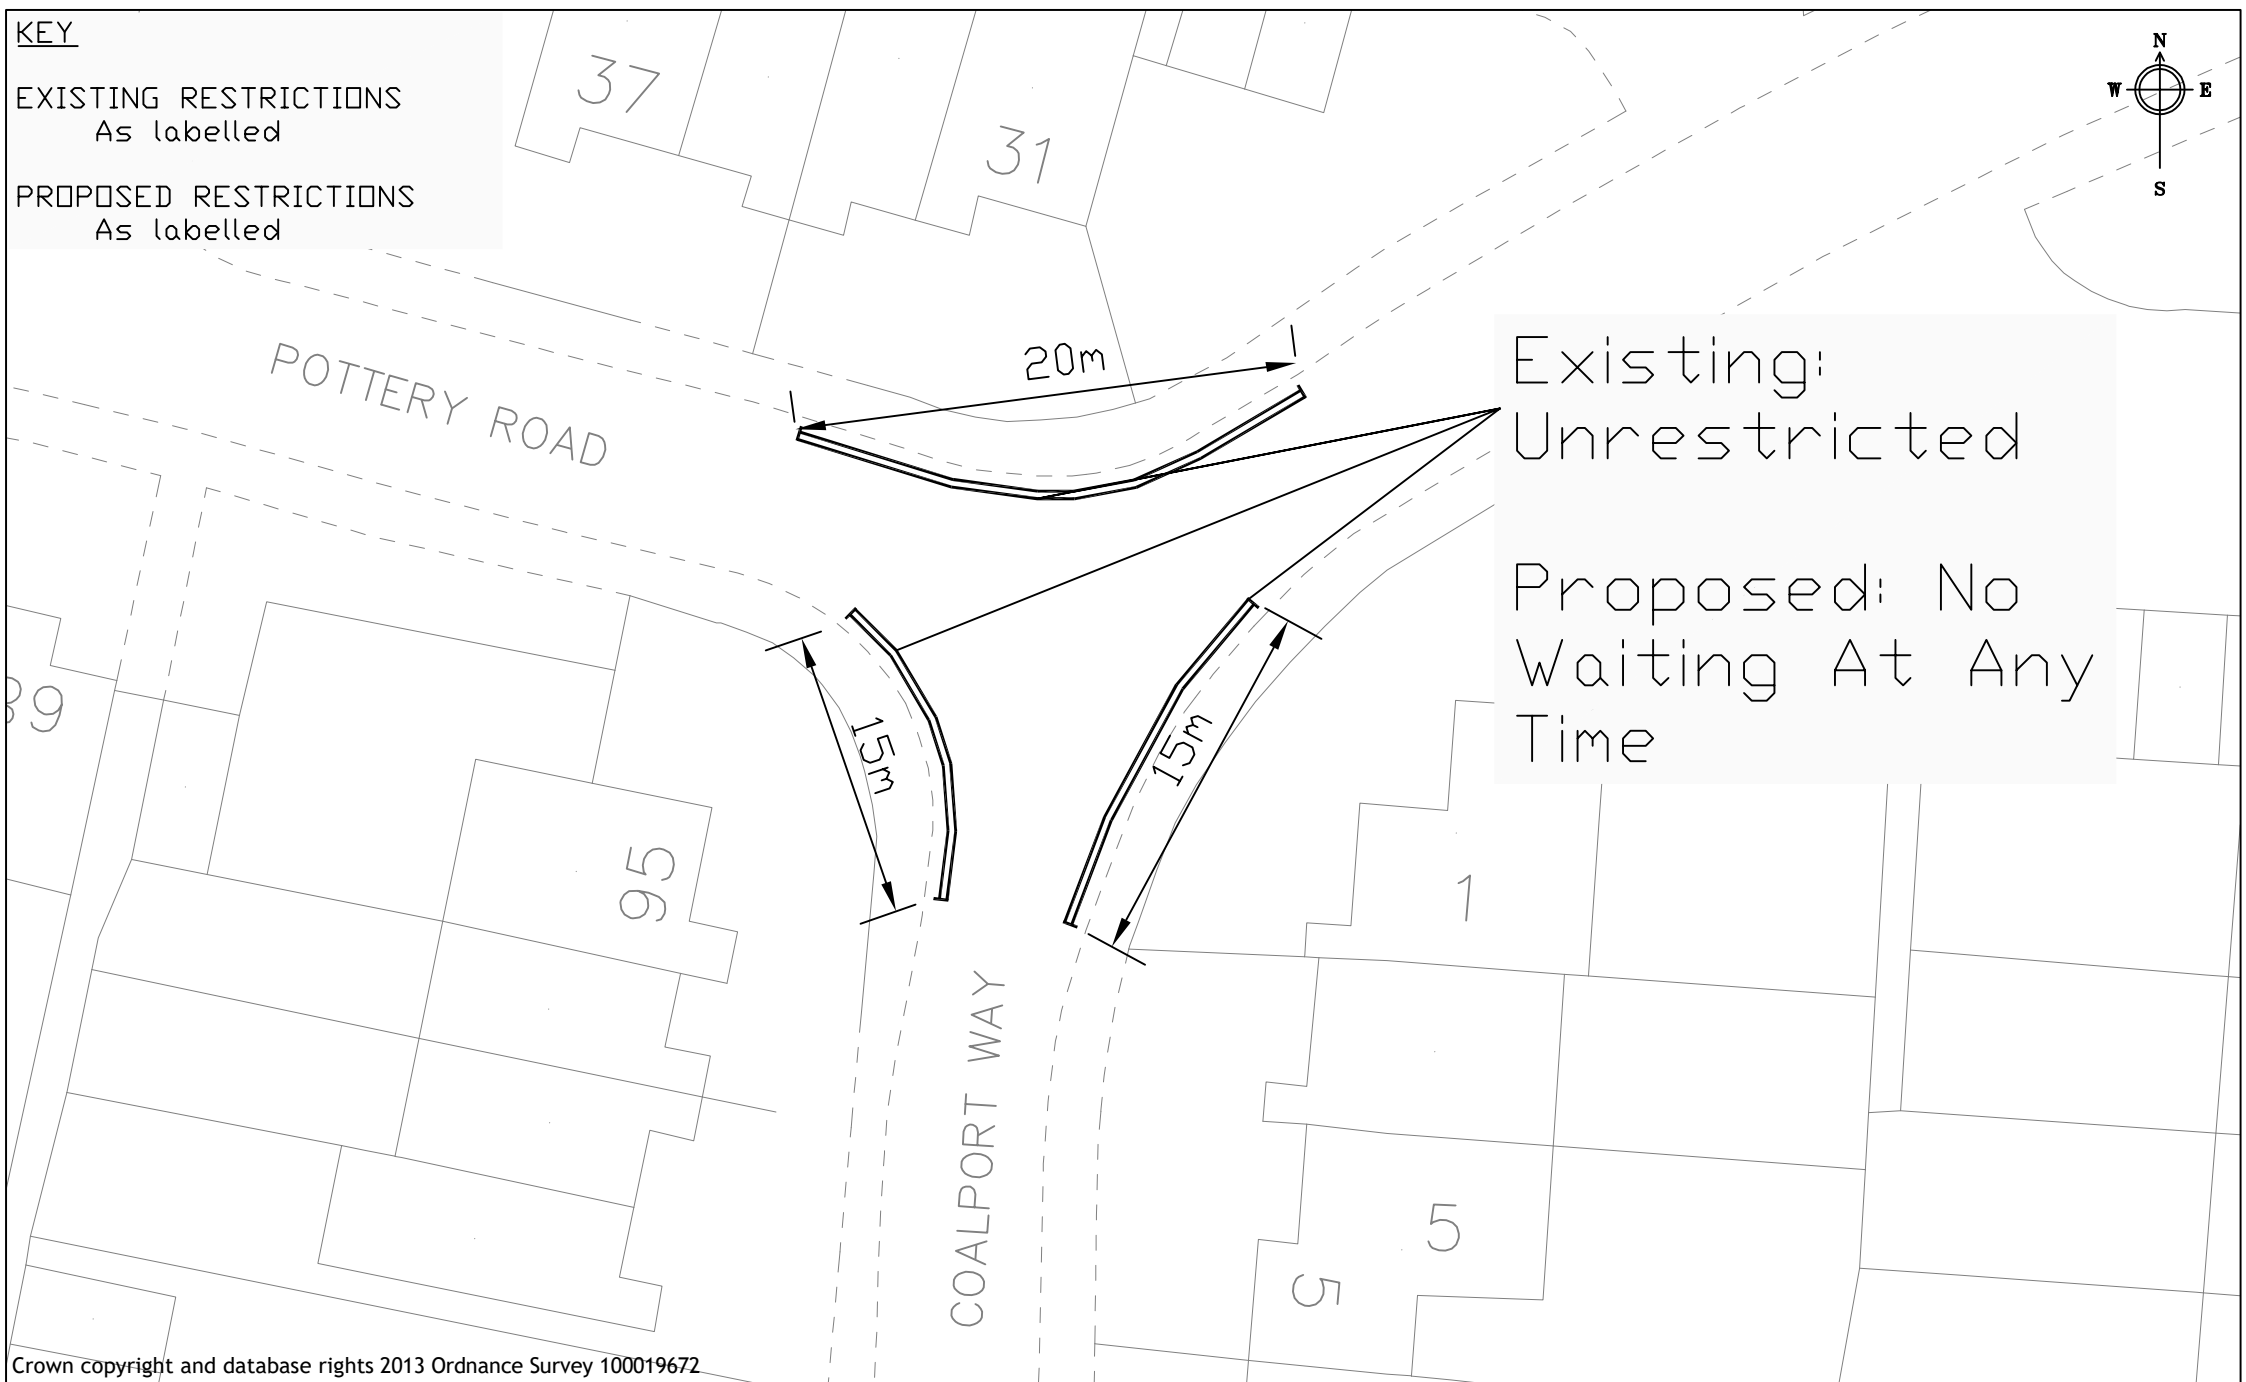 KEY
EXISTING RESTRICTIONS
As labelled
PROPOSED RESTRICTIONS
As labelled
37
31
N
W E
S
POTTERY ROAD
20m
Existing:
Unrestricted
Proposed: No
Waiting At Any
Time
39
15m
15m
95
1
COALPORT WAY
5
5
Crown copyright and database rights 2013 Ordnance Survey 100019672